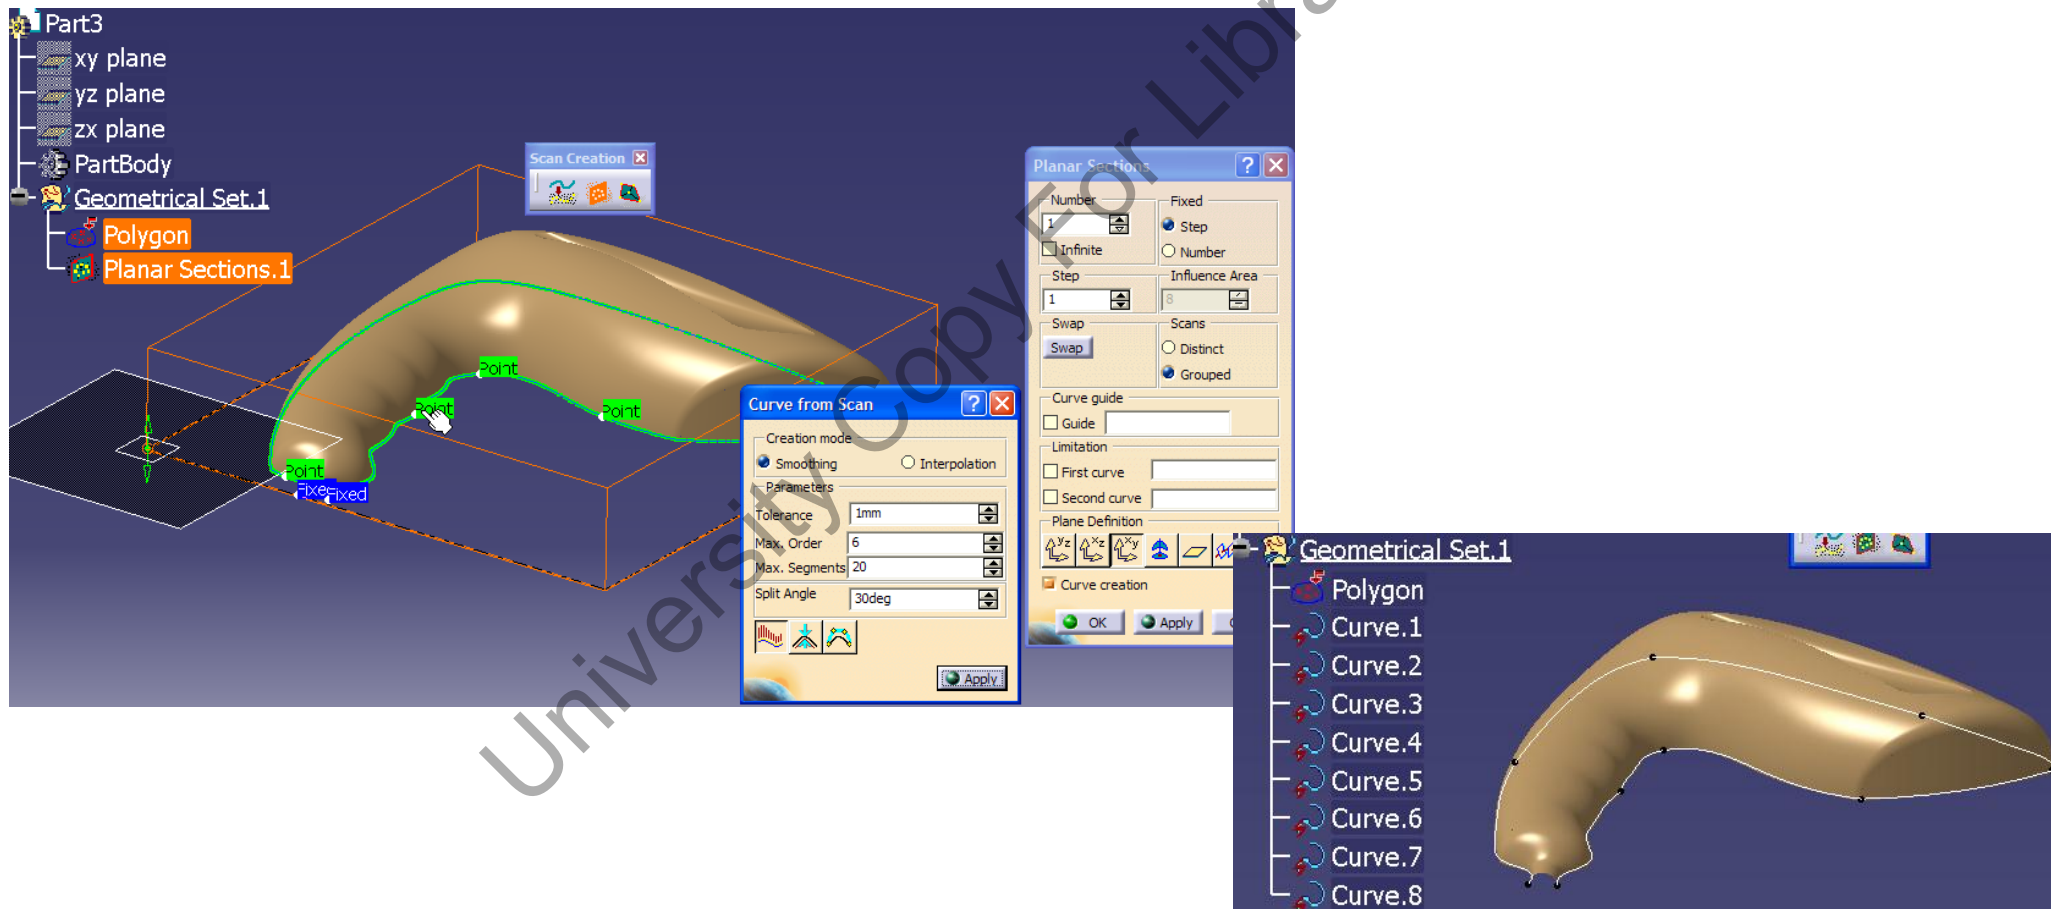 Part3
xy plane
yz plane
zx plane
PartBody
Geometrical Set.1
Polygon
Planar Sections.1
Scan Creation
Point
Point
Point
Point
Fixed
Curve from Scan
Creation mode
Smoothing
Interpolation
Parameters
Tolerance 1mm
Max. Order 6
Max. Segments 20
Split Angle 30deg
Apply
Planar Sections
Number Fixed
1 Step
Infinite Number
Step Influence Area
1 8
Swap Scans
Swap Distinct
Grouped
Curve guide
Guide
Limitation
First curve
Second curve
Plane Definition
yz xz xy
Curve creation
OK Apply
Geometrical Set.1
Polygon
Curve.1
Curve.2
Curve.3
Curve.4
Curve.5
Curve.6
Curve.7
Curve.8
University Copy For